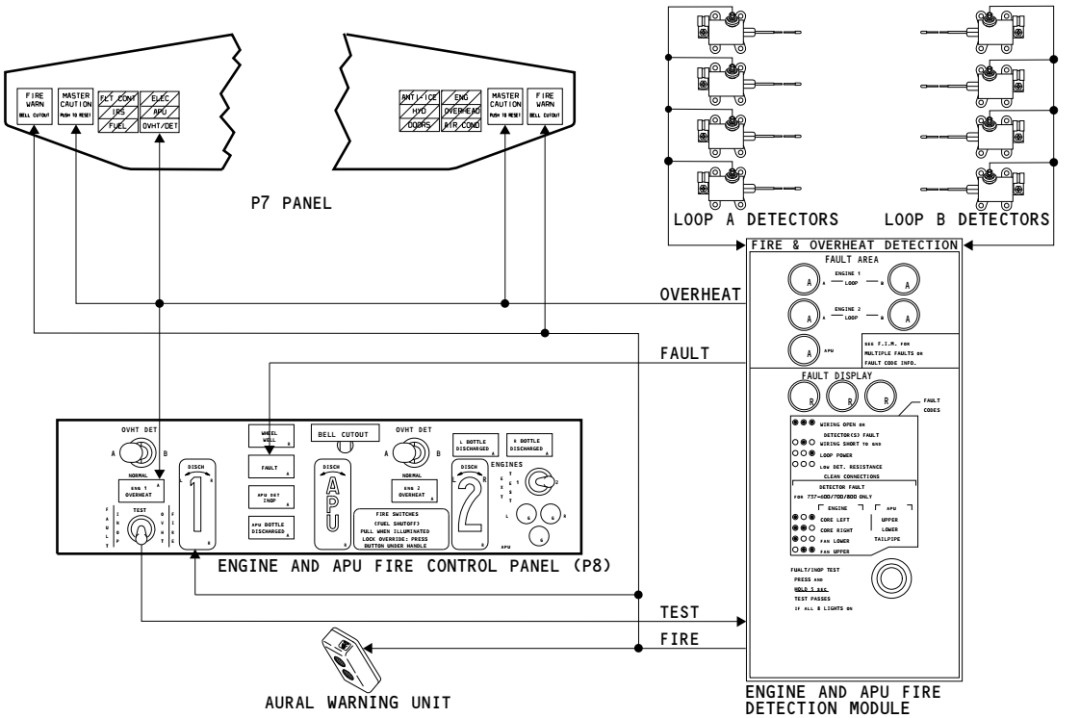 FIRE
WARN
BELL CUTOUT
MASTER
CAUTION
PUSH TO RESET
FLT CONT
ELEC
IRS
APU
FUEL
OVHT/DET
ANTI-ICE
ENG
HYD
OVERHEAD
DOORS
AIR COND
MASTER
CAUTION
PUSH TO RESET
FIRE
WARN
BELL CUTOUT
P7 PANEL
LOOP A DETECTORS
LOOP B DETECTORS
FIRE & OVERHEAT DETECTION
FAULT AREA
ENGINE 1
A A LOOP B A
ENGINE 2
A A LOOP B A
A APU
SEE F.I.M. FOR
MULTIPLE FAULTS OR
FAULT CODE INFO.
FAULT DISPLAY
R R R
FAULT
CODES
WIRING OPEN OR
DETECTOR(S) FAULT
WIRING SHORT TO GND
LOOP POWER
LOW DET. RESISTANCE
CLEAN CONNECTIONS
DETECTOR FAULT
FOR 737-600/700/800 ONLY
ENGINE APU
CORE LEFT UPPER
CORE RIGHT LOWER
FAN LOWER TAILPIPE
FAN UPPER
FUALT/INOP TEST
PRESS AND
HOLD 5 SEC
TEST PASSES
IF ALL 8 LIGHTS ON
OVERHEAT
FAULT
TEST
FIRE
OVHT DET
A B
NORMAL
ENG 1
OVERHEAT
A
TEST
FAULT
INOP
OVHT
FIRE
DISCH
L R
1
WHEEL
WELL
R
FAULT
A
APU DET
INOP
A
APU BOTTLE
DISCHARGED
A
BELL CUTOUT
DISCH
APU
OVHT DET
A B
NORMAL
ENG 2
OVERHEAT
A
FIRE SWITCHES
(FUEL SHUTOFF)
PULL WHEN ILLUMINATED
LOCK OVERRIDE: PRESS
BUTTON UNDER HANDLE
L BOTTLE
DISCHARGED
A
R BOTTLE
DISCHARGED
A
DISCH
L R
2
ENGINES
EXT
TEST
1 2
L G G R
G
APU
ENGINE AND APU FIRE CONTROL PANEL (P8)
AURAL WARNING UNIT
ENGINE AND APU FIRE
DETECTION MODULE